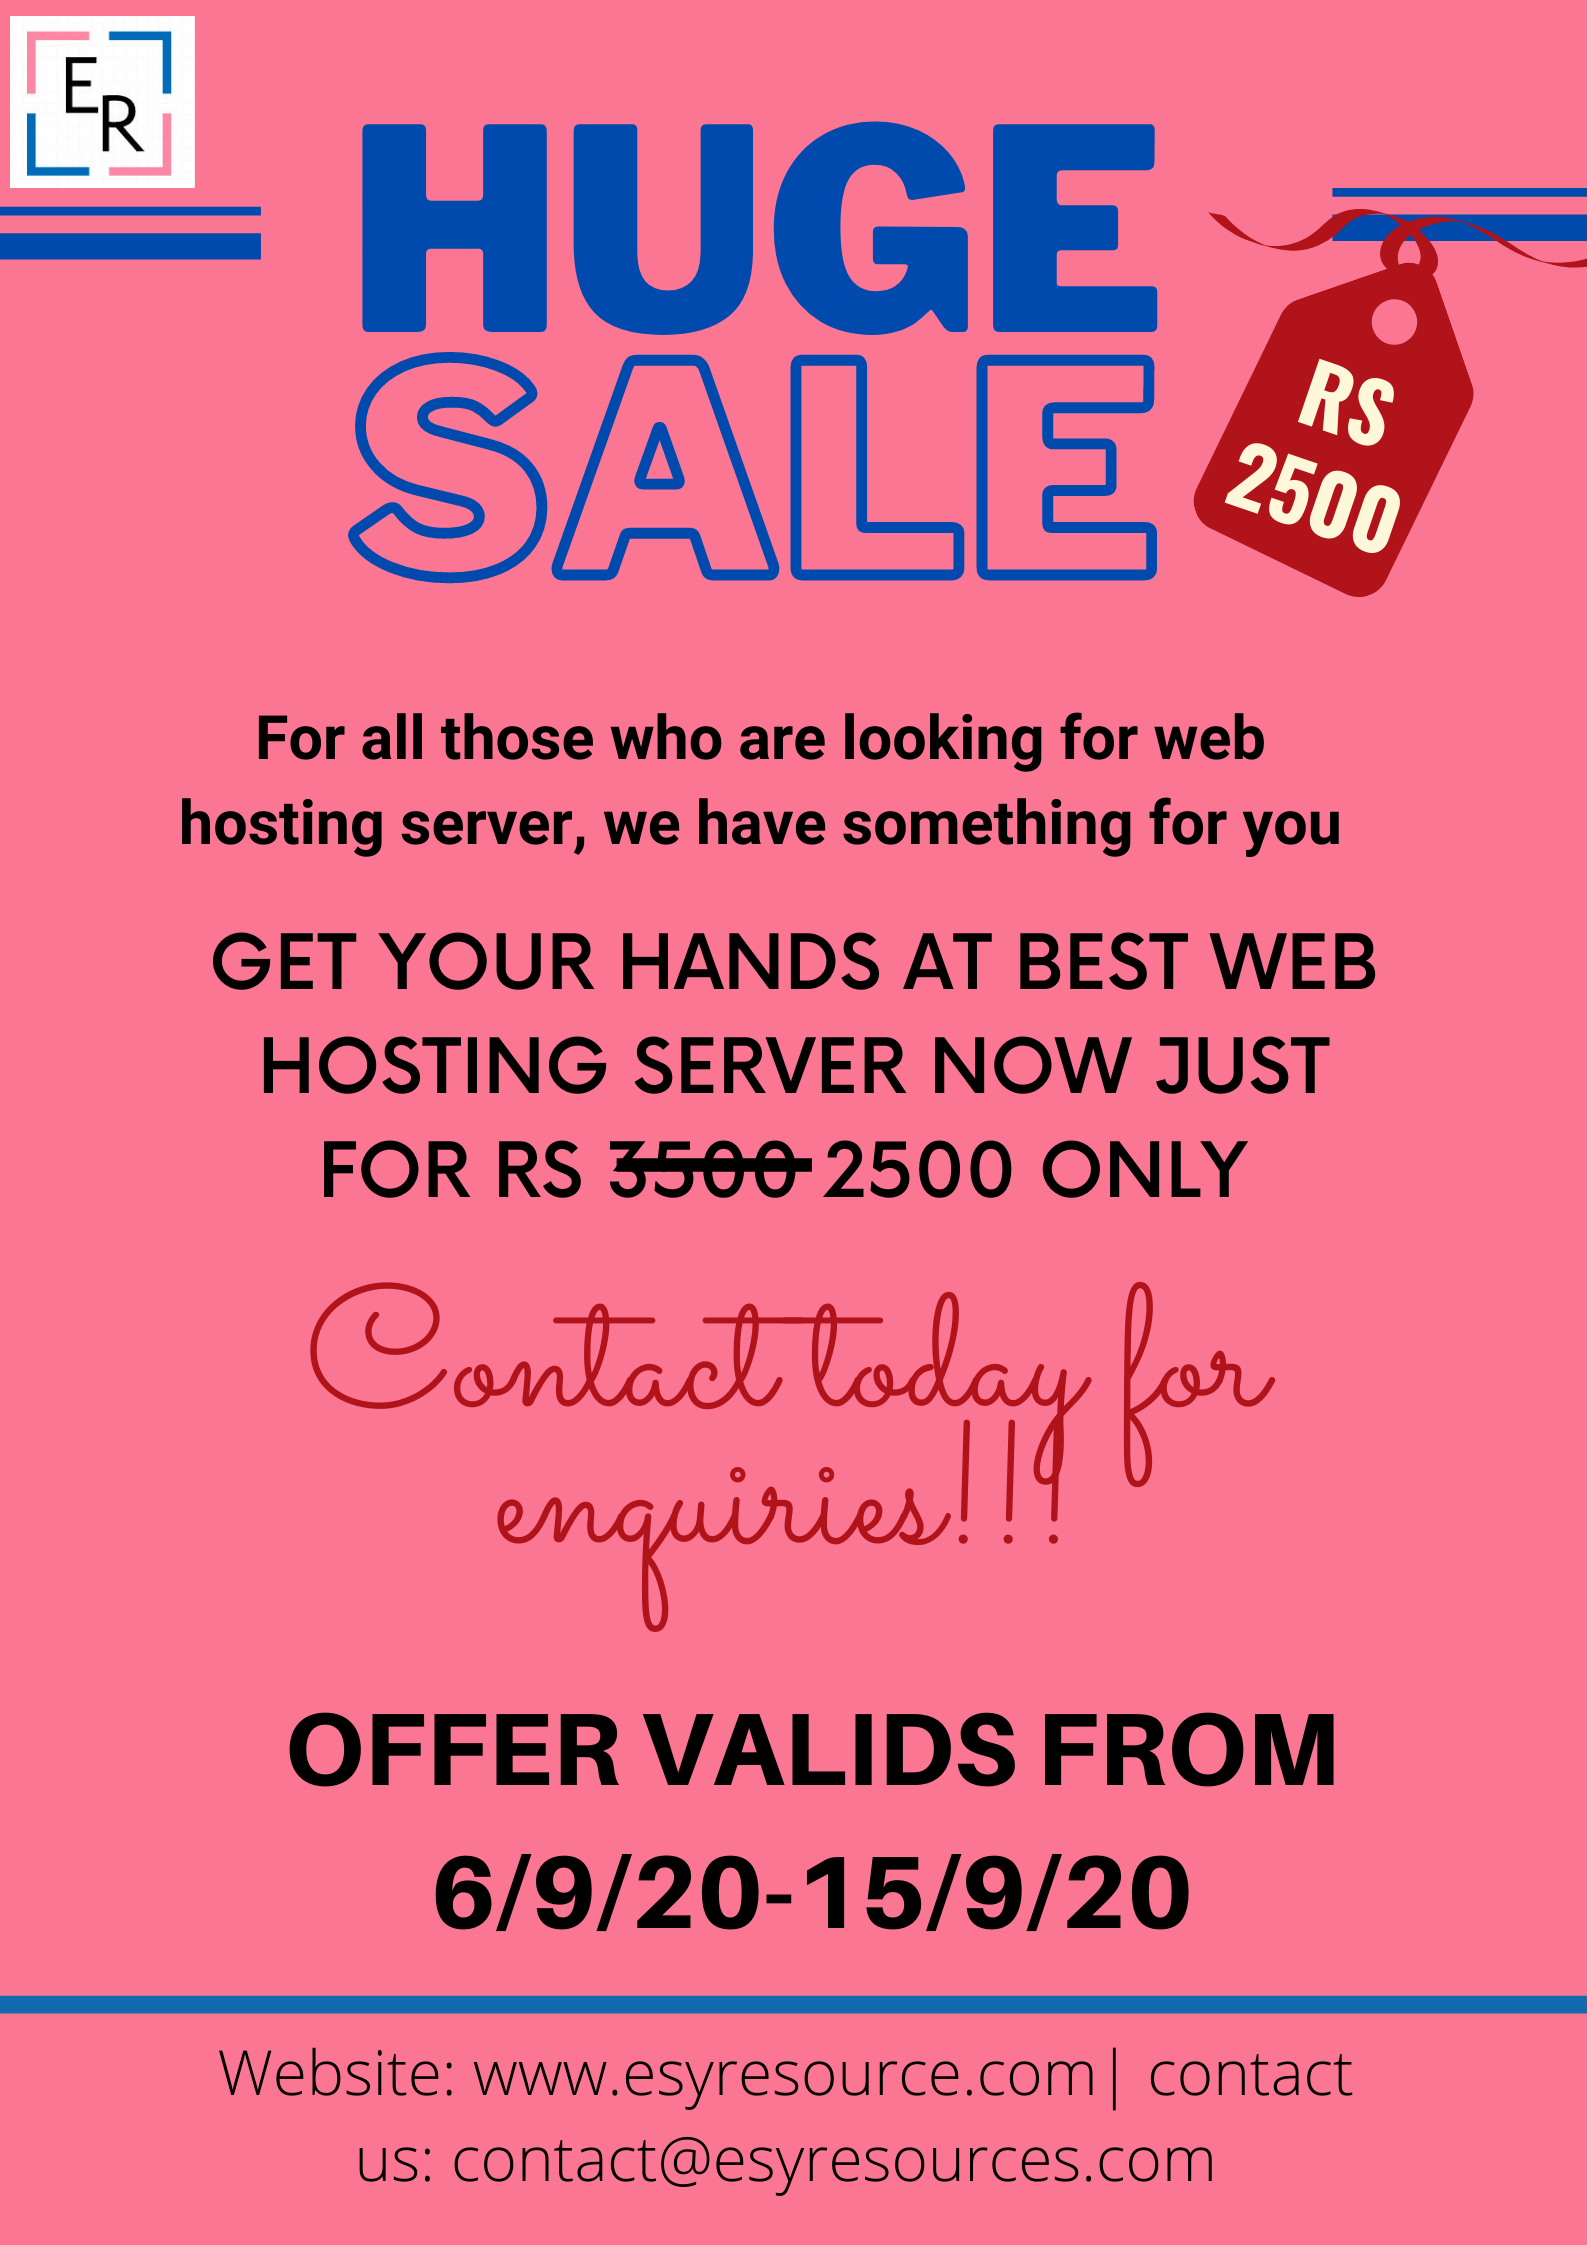 E
R
HUGE
SALE
RS
2500
For all those who are looking for web
hosting server, we have something for you
GET YOUR HANDS AT BEST WEB
HOSTING SERVER NOW JUST
FOR RS 3500 2500 ONLY
Contact today for
enquiries!!!
OFFER VALIDS FROM
6/9/20-15/9/20
Website: www.esyresource.com| contact
us: contact@esyresources.com